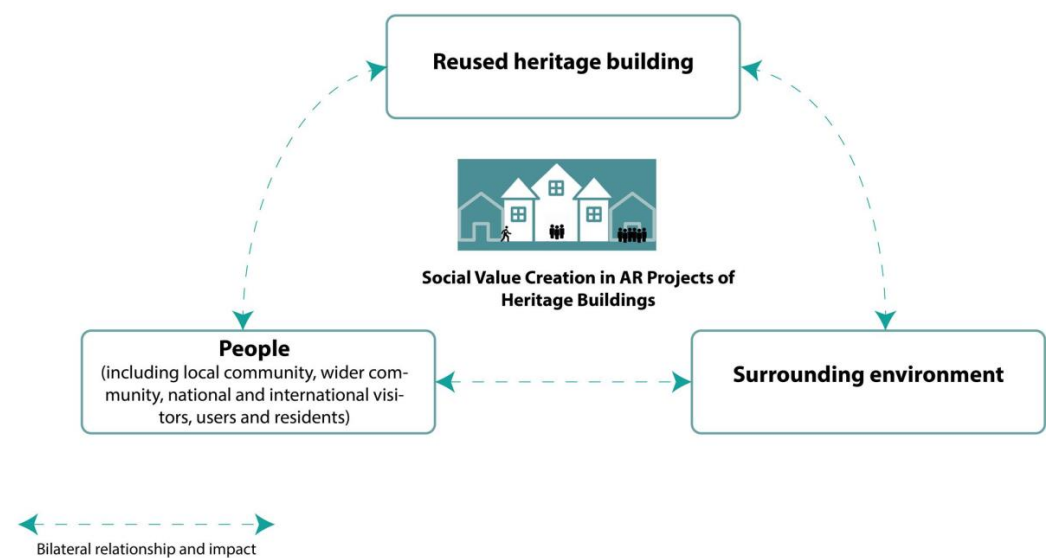 Reused heritage building
Social Value Creation in AR Projects of
Heritage Buildings
People
(including local community, wider com-
munity, national and international visi-
tors, users and residents)
Surrounding environment
Bilateral relationship and impact